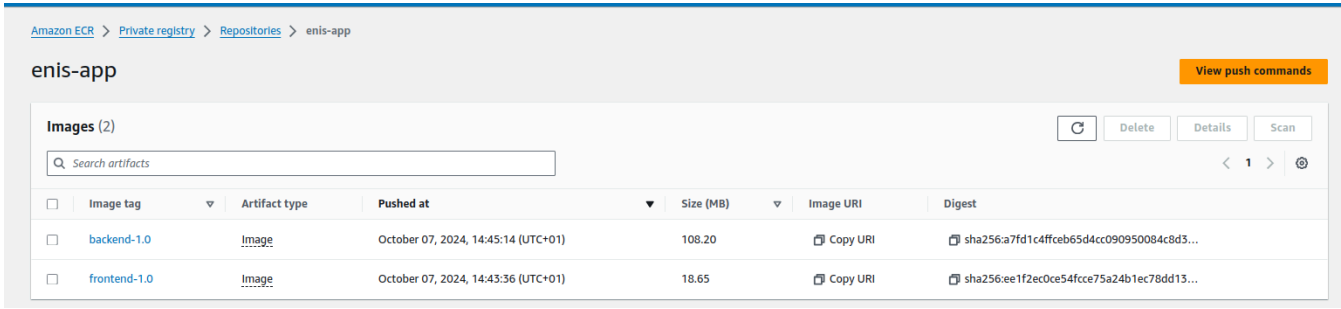 Amazon ECR > Private registry > Repositories > enis-app
enis-app
View push commands
Images (2)
Delete Details Scan
Search artifacts
< 1 >
Image tag Artifact type Pushed at Size (MB) Image URI Digest
backend-1.0 Image October 07, 2024, 14:45:14 (UTC+01) 108.20 Copy URI sha256:a7fd1c4ffceb65d4cc090950084c8d3...
frontend-1.0 Image October 07, 2024, 14:43:36 (UTC+01) 18.65 Copy URI sha256:ee1f2ec0ce54fcce75a24b1ec78dd13...